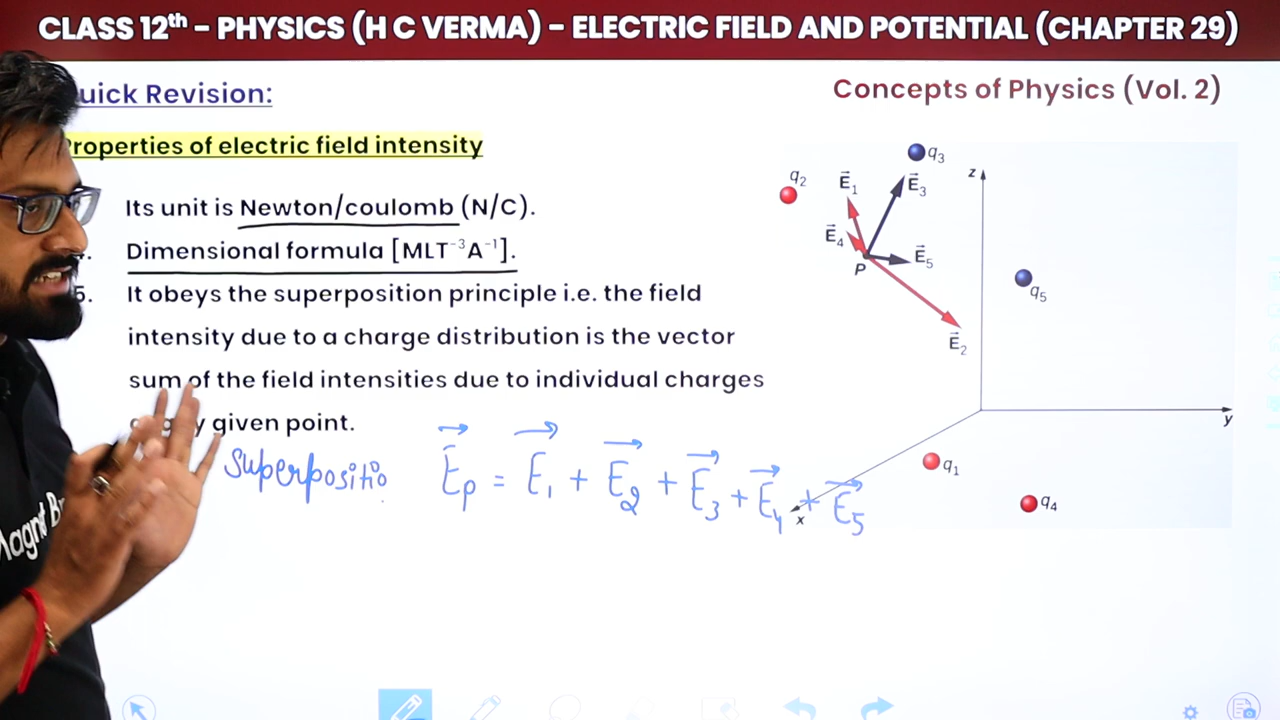 CLASS 12th – PHYSICS (H C VERMA) – ELECTRIC FIELD AND POTENTIAL (CHAPTER 29)
uick Revision:
Concepts of Physics (Vol. 2)
Properties of electric field intensity
Its unit is Newton/coulomb (N/C).
Dimensional formula [MLT⁻³A⁻¹].
5. It obeys the superposition principle i.e. the field
intensity due to a charge distribution is the vector
sum of the field intensities due to individual charges
given point.
Superpositio
E⃗p = E⃗₁ + E⃗₂ + E⃗₃ + E⃗₄ + E⃗₅
q₃
q₂
E⃗₁
E⃗₃
z
E⃗₄
E⃗₅
P
q₅
E⃗₂
y
q₁
q₄
x